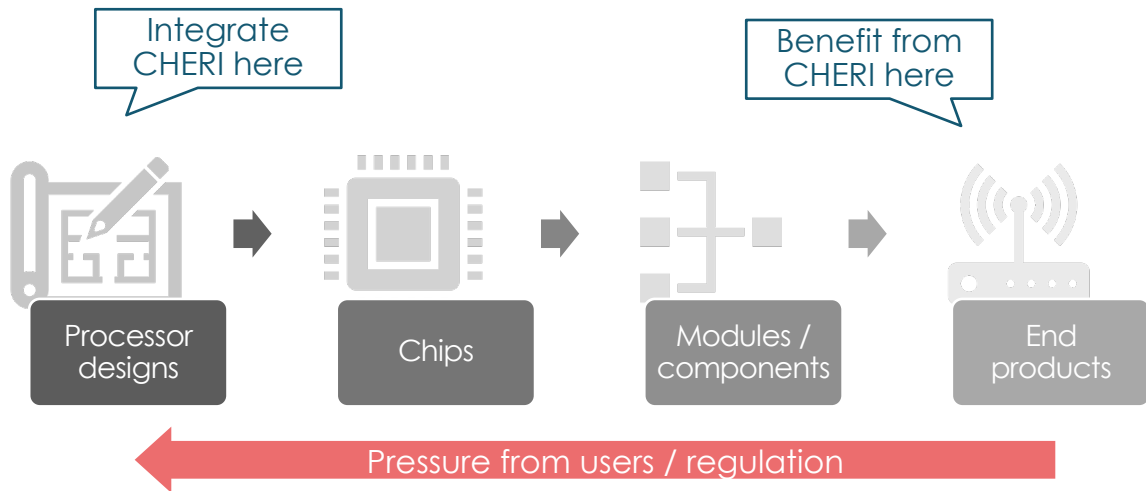 Integrate
CHERI here
Benefit from
CHERI here
Processor
designs
Chips
Modules /
components
End
products
Pressure from users / regulation